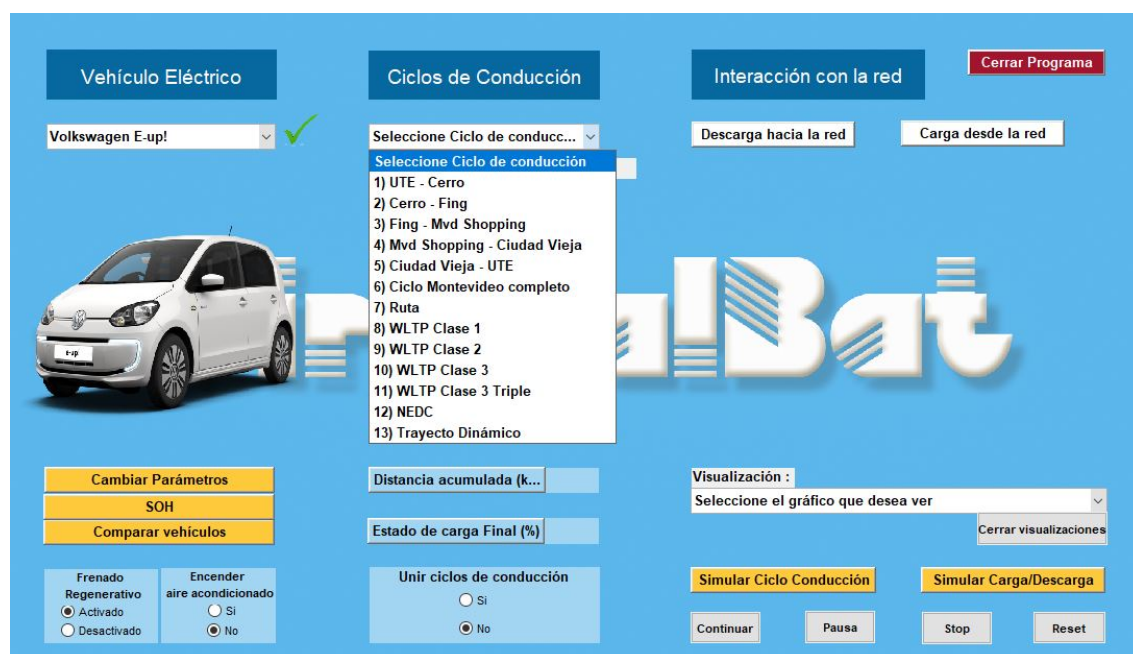 Vehículo Eléctrico
Ciclos de Conducción
Interacción con la red
Cerrar Programa
Volkswagen E-up!
Seleccione Ciclo de conducc...
Descarga hacia la red
Carga desde la red
Seleccione Ciclo de conducción
1) UTE - Cerro
2) Cerro - Fing
3) Fing - Mvd Shopping
4) Mvd Shopping - Ciudad Vieja
5) Ciudad Vieja - UTE
6) Ciclo Montevideo completo
7) Ruta
8) WLTP Clase 1
9) WLTP Clase 2
10) WLTP Clase 3
11) WLTP Clase 3 Triple
12) NEDC
13) Trayecto Dinámico
e-up!
lBat
Cambiar Parámetros
SOH
Comparar vehículos
Distancia acumulada (k...
Estado de carga Final (%)
Visualización :
Seleccione el gráfico que desea ver
Cerrar visualizaciones
Frenado
Regenerativo
Activado
Desactivado
Encender
aire acondicionado
Si
No
Unir ciclos de conducción
Si
No
Simular Ciclo Conducción
Simular Carga/Descarga
Continuar
Pausa
Stop
Reset